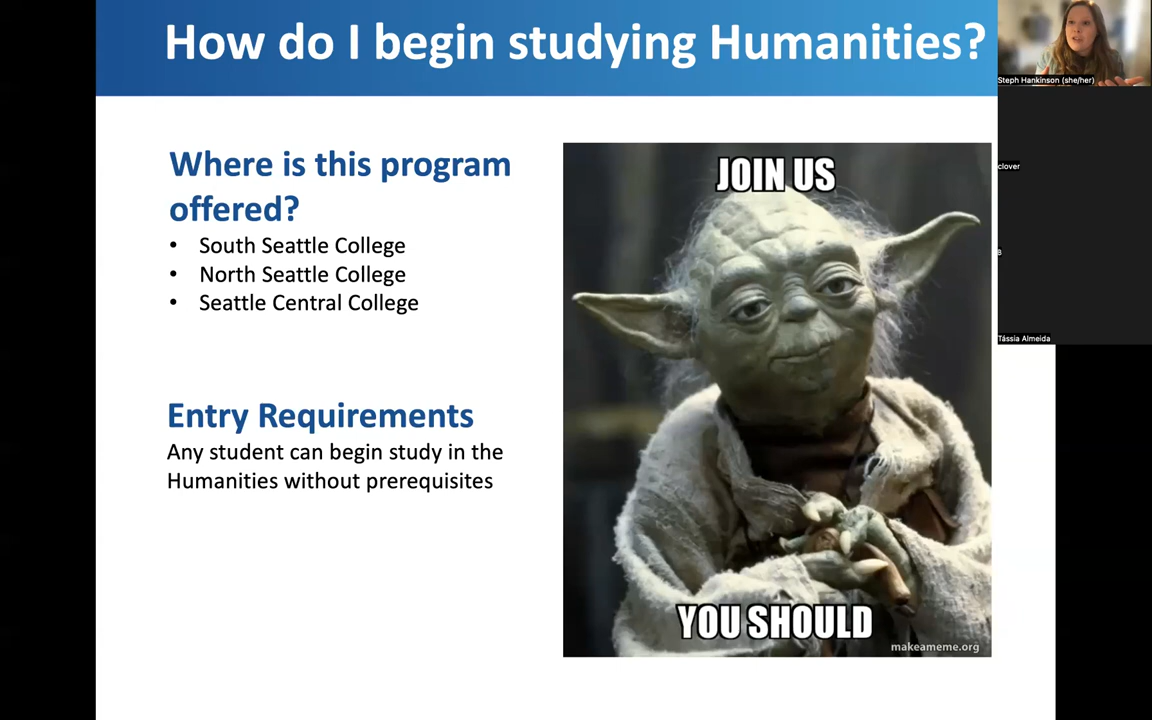 How do I begin studying Humanities?
Steph Hankinson (she/her)
clover
B
Tássia Almeida
Where is this program
offered?
• South Seattle College
• North Seattle College
• Seattle Central College
Entry Requirements
Any student can begin study in the
Humanities without prerequisites
JOIN US
YOU SHOULD
makeameme.org